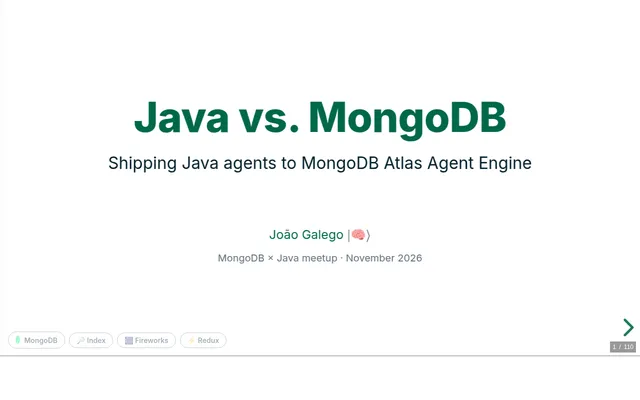 Java vs. MongoDB
Shipping Java agents to MongoDB Atlas Agent Engine
João Galego |🧠⟩
MongoDB × Java meetup · November 2026
MongoDB
🔎 Index
🎆 Fireworks
⚡ Redux
1 / 110